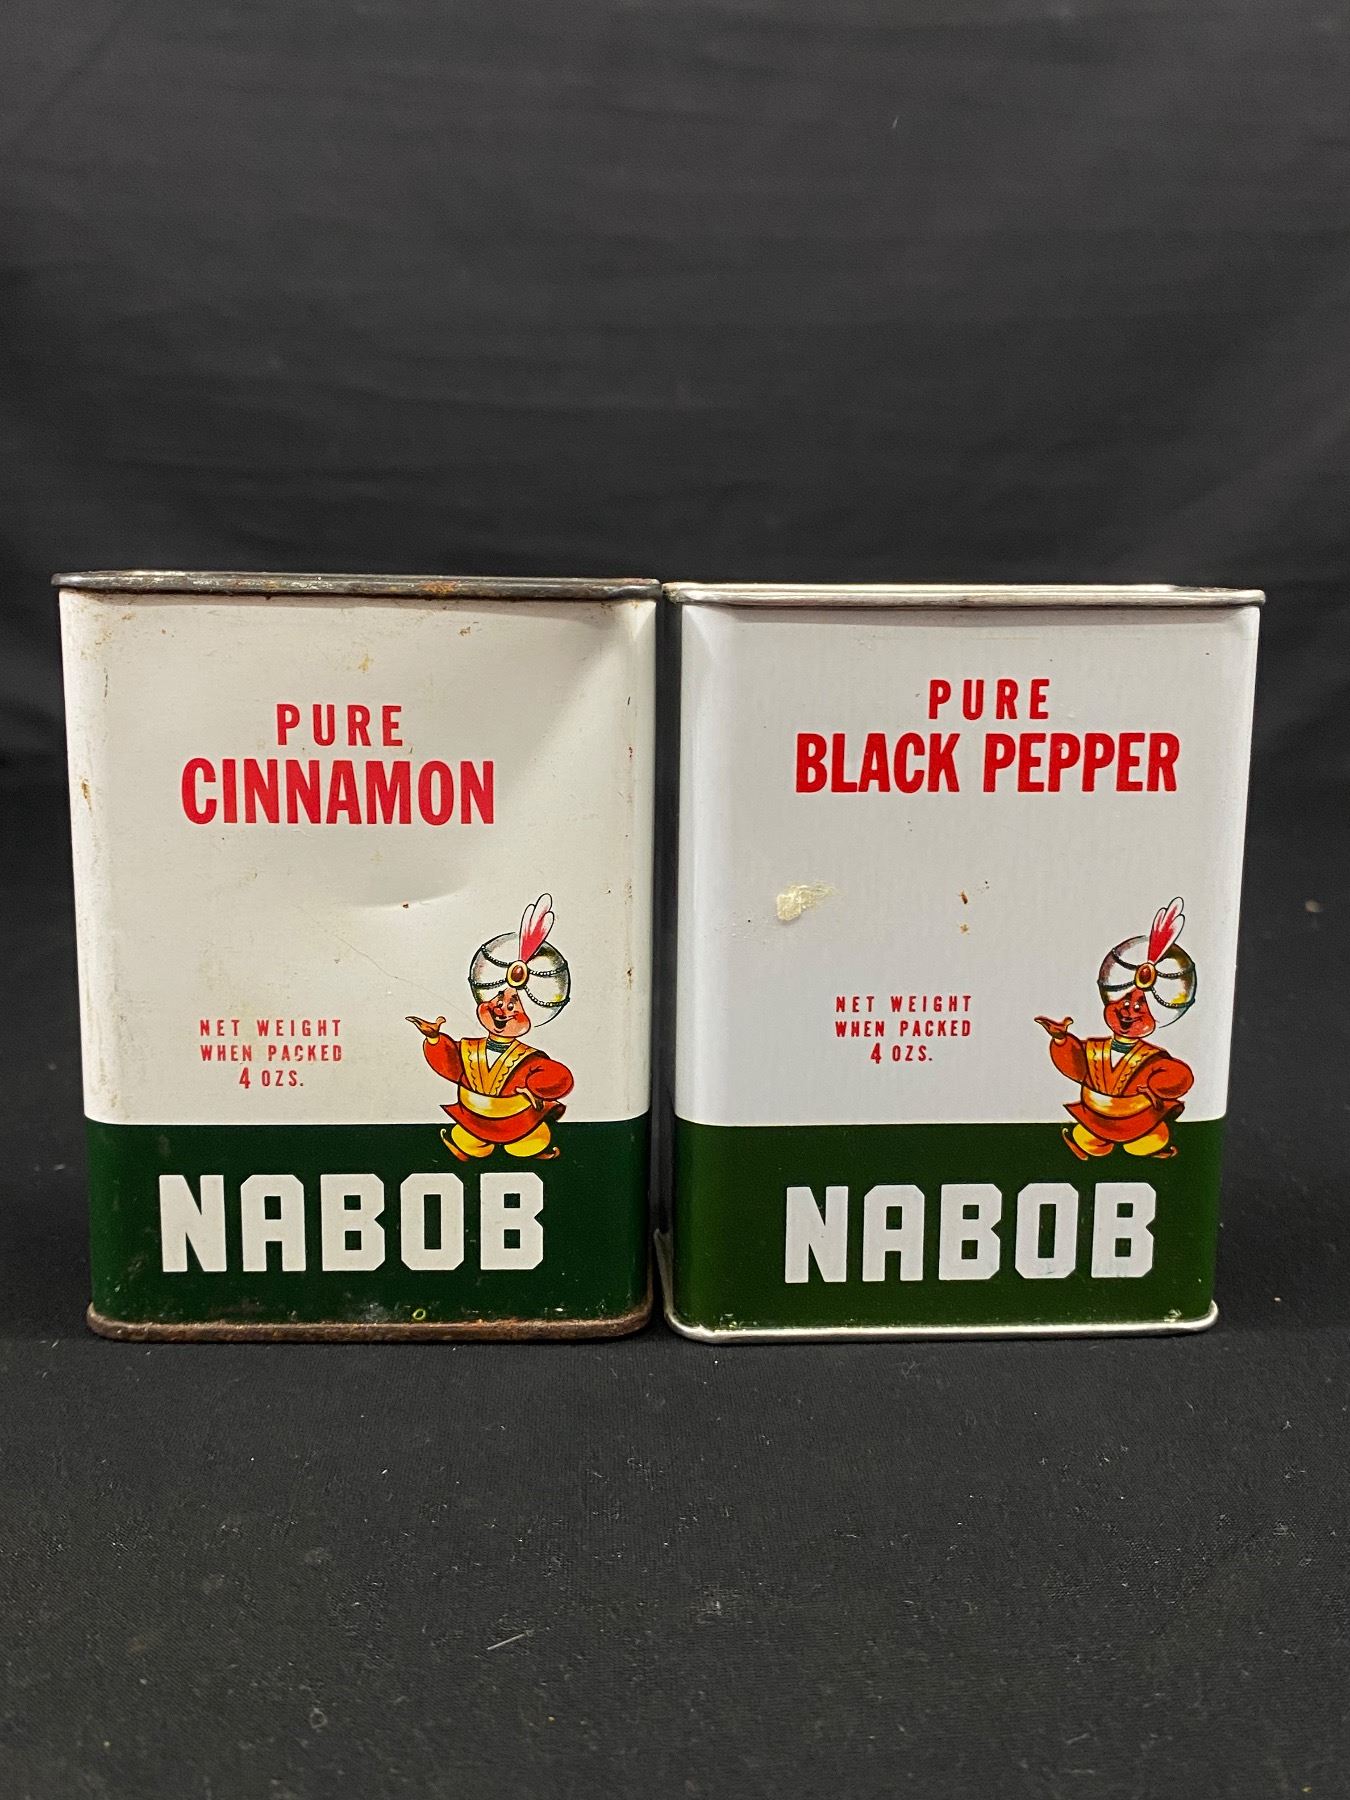 PURE
CINNAMON
NET WEIGHT
WHEN PACKED
4 OZS.
NABOB
PURE
BLACK PEPPER
NET WEIGHT
WHEN PACKED
4 OZS.
NABOB